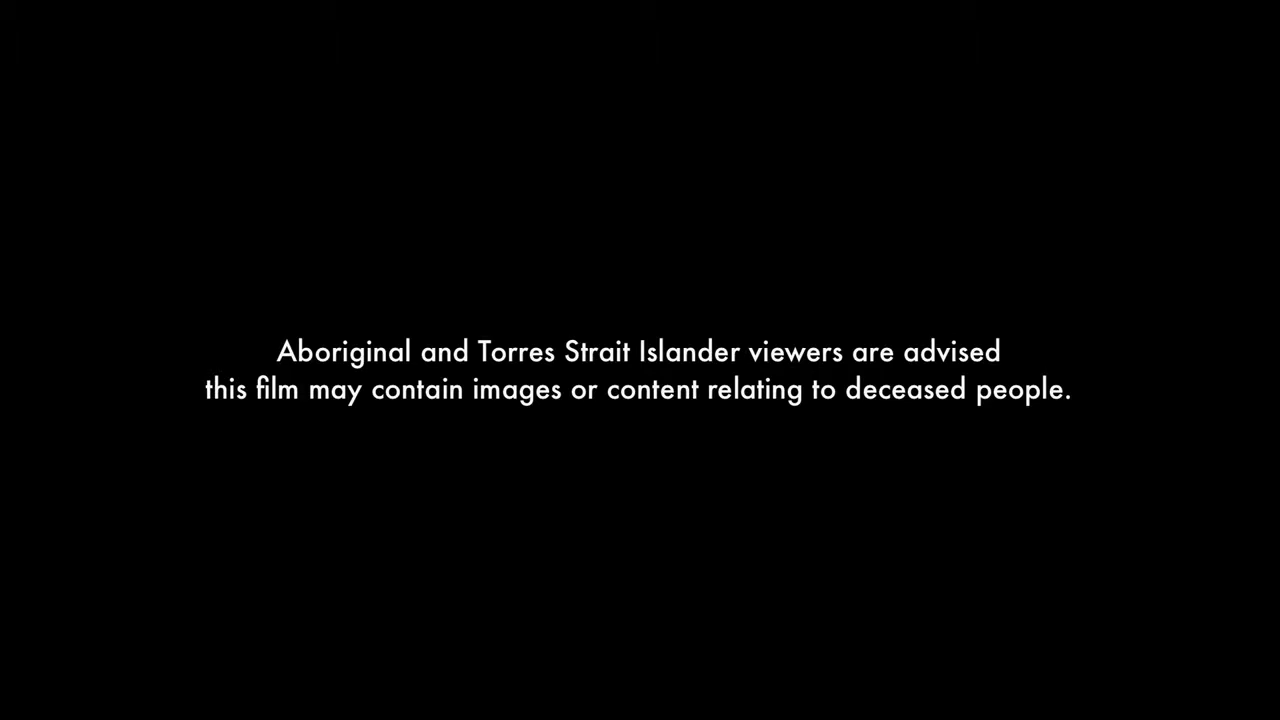 Aboriginal and Torres Strait Islander viewers are advised
this film may contain images or content relating to deceased people.